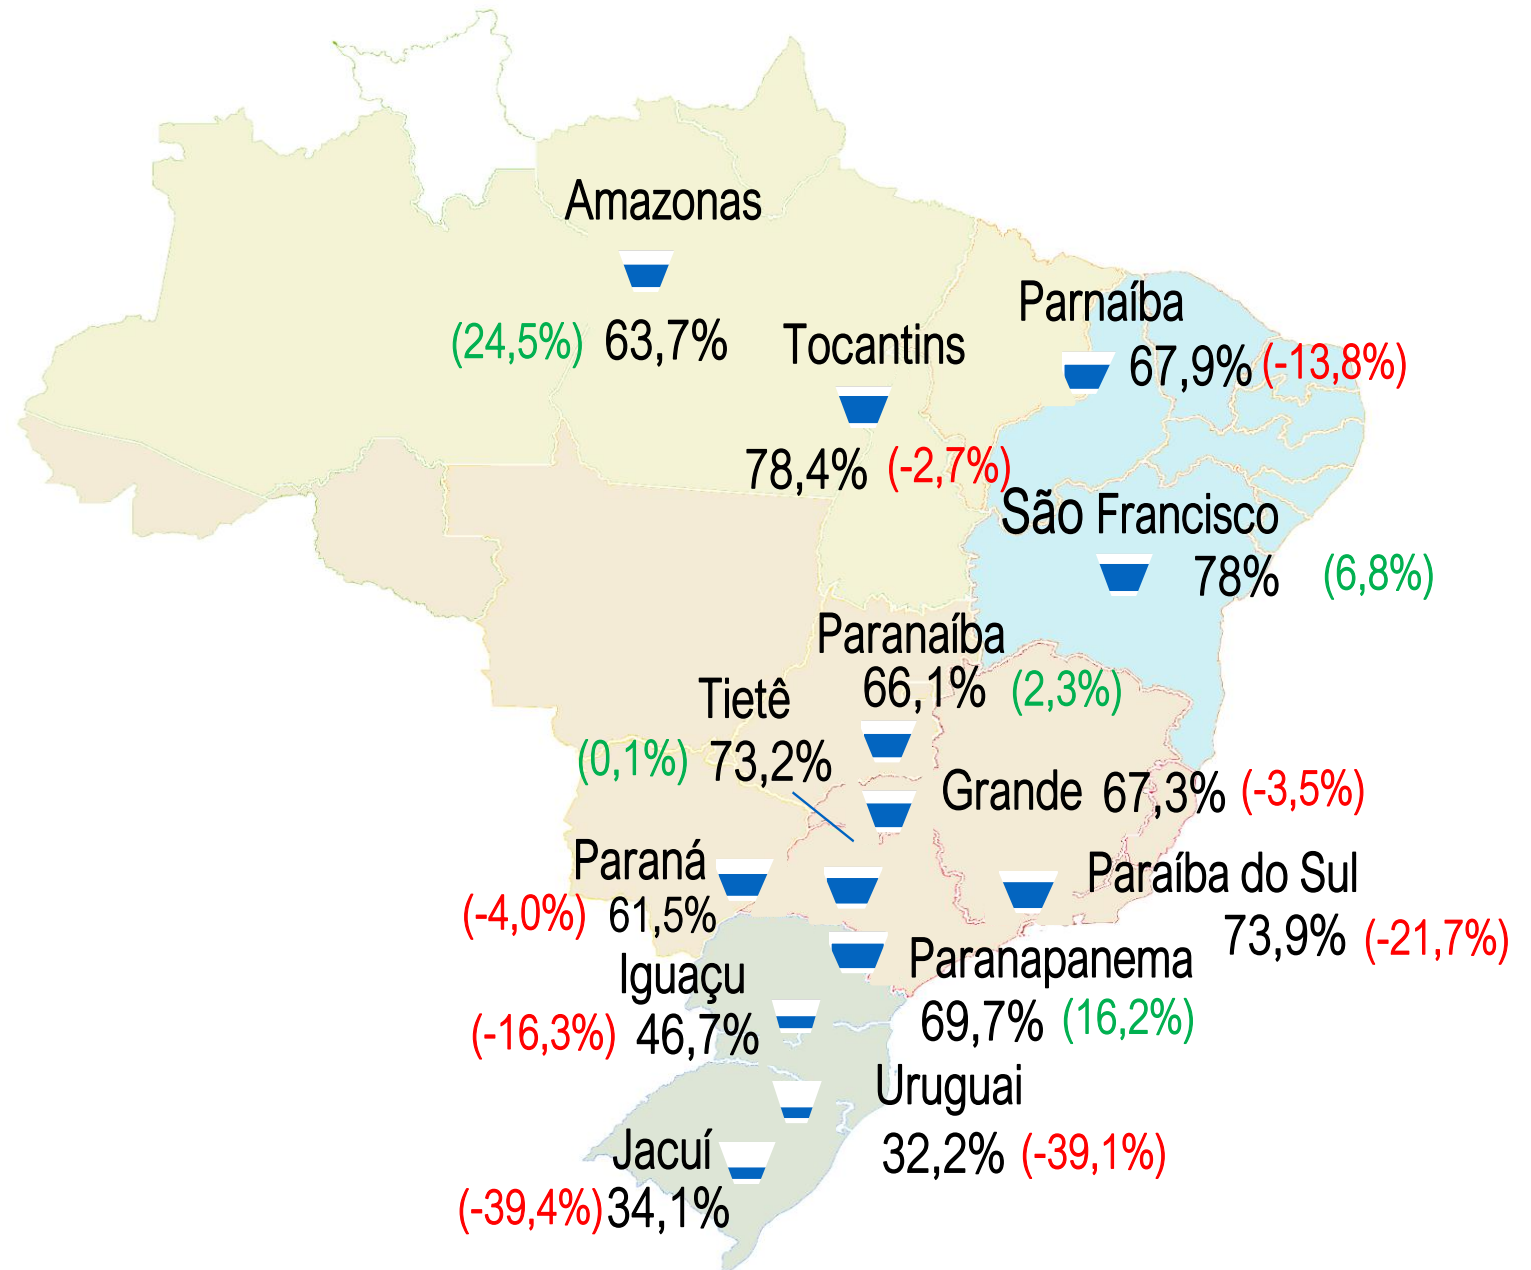 Amazonas
(24,5%) 63,7%
Parnaíba
67,9% (-13,8%)
Tocantins
78,4% (-2,7%)
São Francisco
78% (6,8%)
Paranaíba
66,1% (2,3%)
Tietê
(0,1%) 73,2%
Grande 67,3% (-3,5%)
Paraná
(-4,0%) 61,5%
Paraíba do Sul
73,9% (-21,7%)
Paranapanema
69,7% (16,2%)
Iguaçu
(-16,3%) 46,7%
Uruguai
32,2% (-39,1%)
Jacuí
(-39,4%) 34,1%